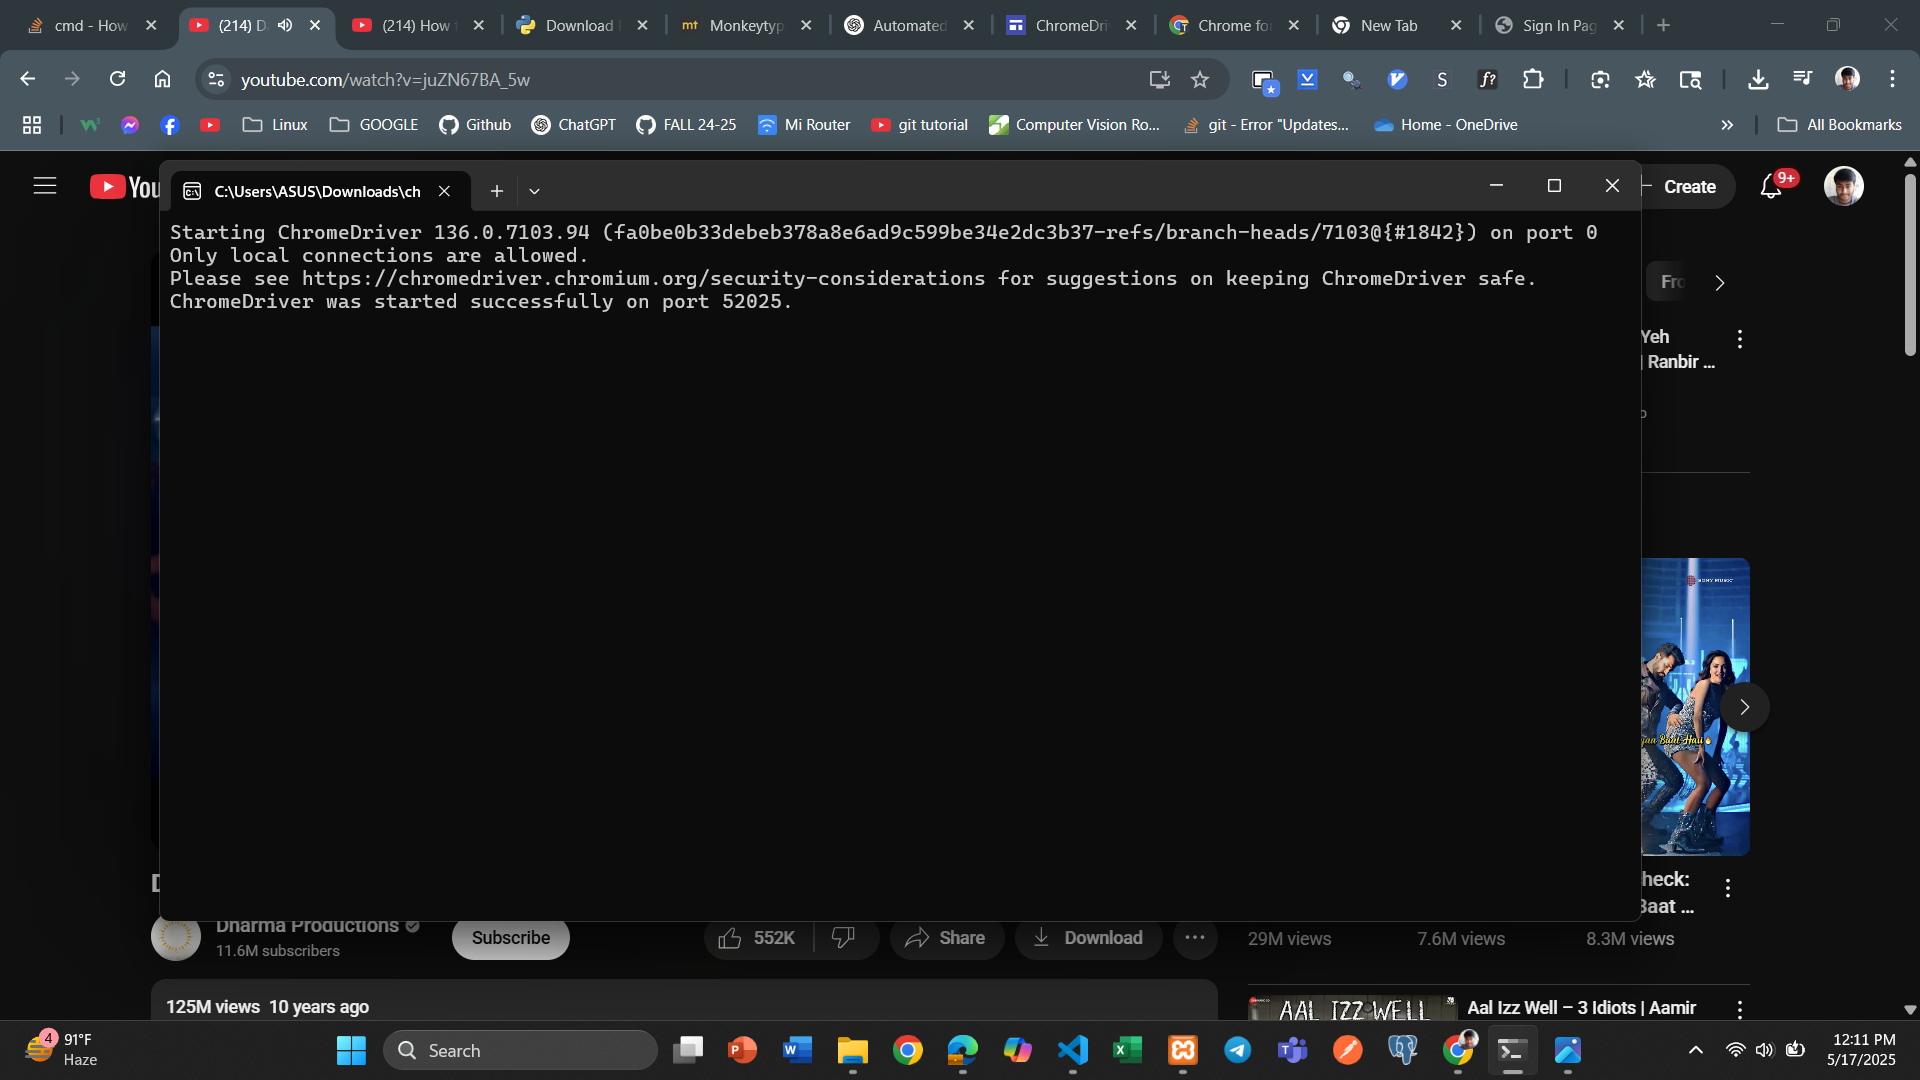 cmd - How
(214) D
(214) How
Download
Monkeytyp
Automated
ChromeDri
Chrome for
New Tab
Sign In Pag
youtube.com/watch?v=juZN67BA_5w
S
f?
Linux
GOOGLE
Github
ChatGPT
FALL 24-25
Mi Router
git tutorial
Computer Vision Ro...
git - Error "Updates...
Home - OneDrive
All Bookmarks
You
C:\Users\ASUS\Downloads\ch
Create
9+
Starting ChromeDriver 136.0.7103.94 (fa0be0b33debeb378a8e6ad9c599be34e2dc3b37-refs/branch-heads/7103@{#1842}) on port 0
Only local connections are allowed.
Please see https://chromedriver.chromium.org/security-considerations for suggestions on keeping ChromeDriver safe.
ChromeDriver was started successfully on port 52025.
Fro
Yeh
| Ranbir ...
SONY MUSIC
Baat Hai
heck:
Baat ...
Dharma Productions
11.6M subscribers
Subscribe
552K
Share
Download
29M views
7.6M views
8.3M views
125M views 10 years ago
AAL IZZ WELL
Aal Izz Well – 3 Idiots | Aamir
4
91°F
Haze
Search
12:11 PM
5/17/2025